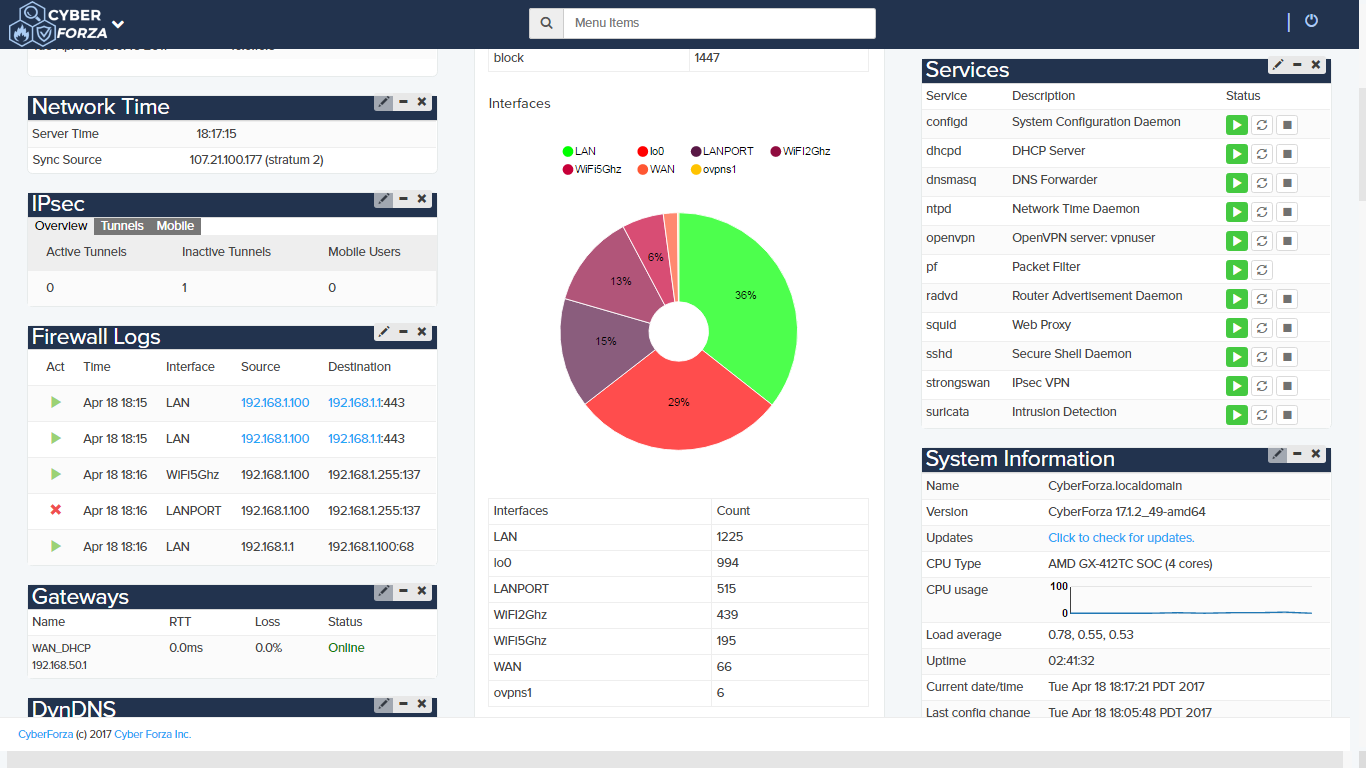 CYBER
FORZA
Menu Items
Network Time
Server Time 18:17:15
Sync Source 107.21.100.177 (stratum 2)
IPsec
Overview Tunnels Mobile
Active Tunnels Inactive Tunnels Mobile Users
0 1 0
Firewall Logs
Act Time Interface Source Destination
Apr 18 18:15 LAN 192.168.1.100 192.168.1.1:443
Apr 18 18:15 LAN 192.168.1.100 192.168.1.1:443
Apr 18 18:16 WiFi5Ghz 192.168.1.100 192.168.1.255:137
Apr 18 18:16 LANPORT 192.168.1.100 192.168.1.255:137
Apr 18 18:16 LAN 192.168.1.1 192.168.1.100:68
Gateways
Name RTT Loss Status
WAN_DHCP 0.0ms 0.0% Online
192.168.50.1
DynDNS
block 1447
Interfaces
LAN lo0 LANPORT WiFi2Ghz
WiFi5Ghz WAN ovpns1
36%
29%
15%
13%
6%
Interfaces Count
LAN 1225
lo0 994
LANPORT 515
WiFi2Ghz 439
WiFi5Ghz 195
WAN 66
ovpns1 6
Services
Service Description Status
configd System Configuration Daemon
dhcpd DHCP Server
dnsmasq DNS Forwarder
ntpd Network Time Daemon
openvpn OpenVPN server: vpnuser
pf Packet Filter
radvd Router Advertisement Daemon
squid Web Proxy
sshd Secure Shell Daemon
strongswan IPsec VPN
suricata Intrusion Detection
System Information
Name CyberForza.localdomain
Version CyberForza 17.1.2_49-amd64
Updates Click to check for updates.
CPU Type AMD GX-412TC SOC (4 cores)
CPU usage 100
0
Load average 0.78, 0.55, 0.53
Uptime 02:41:32
Current date/time Tue Apr 18 18:17:21 PDT 2017
Last config change Tue Apr 18 18:05:48 PDT 2017
CyberForza (c) 2017 Cyber Forza Inc.